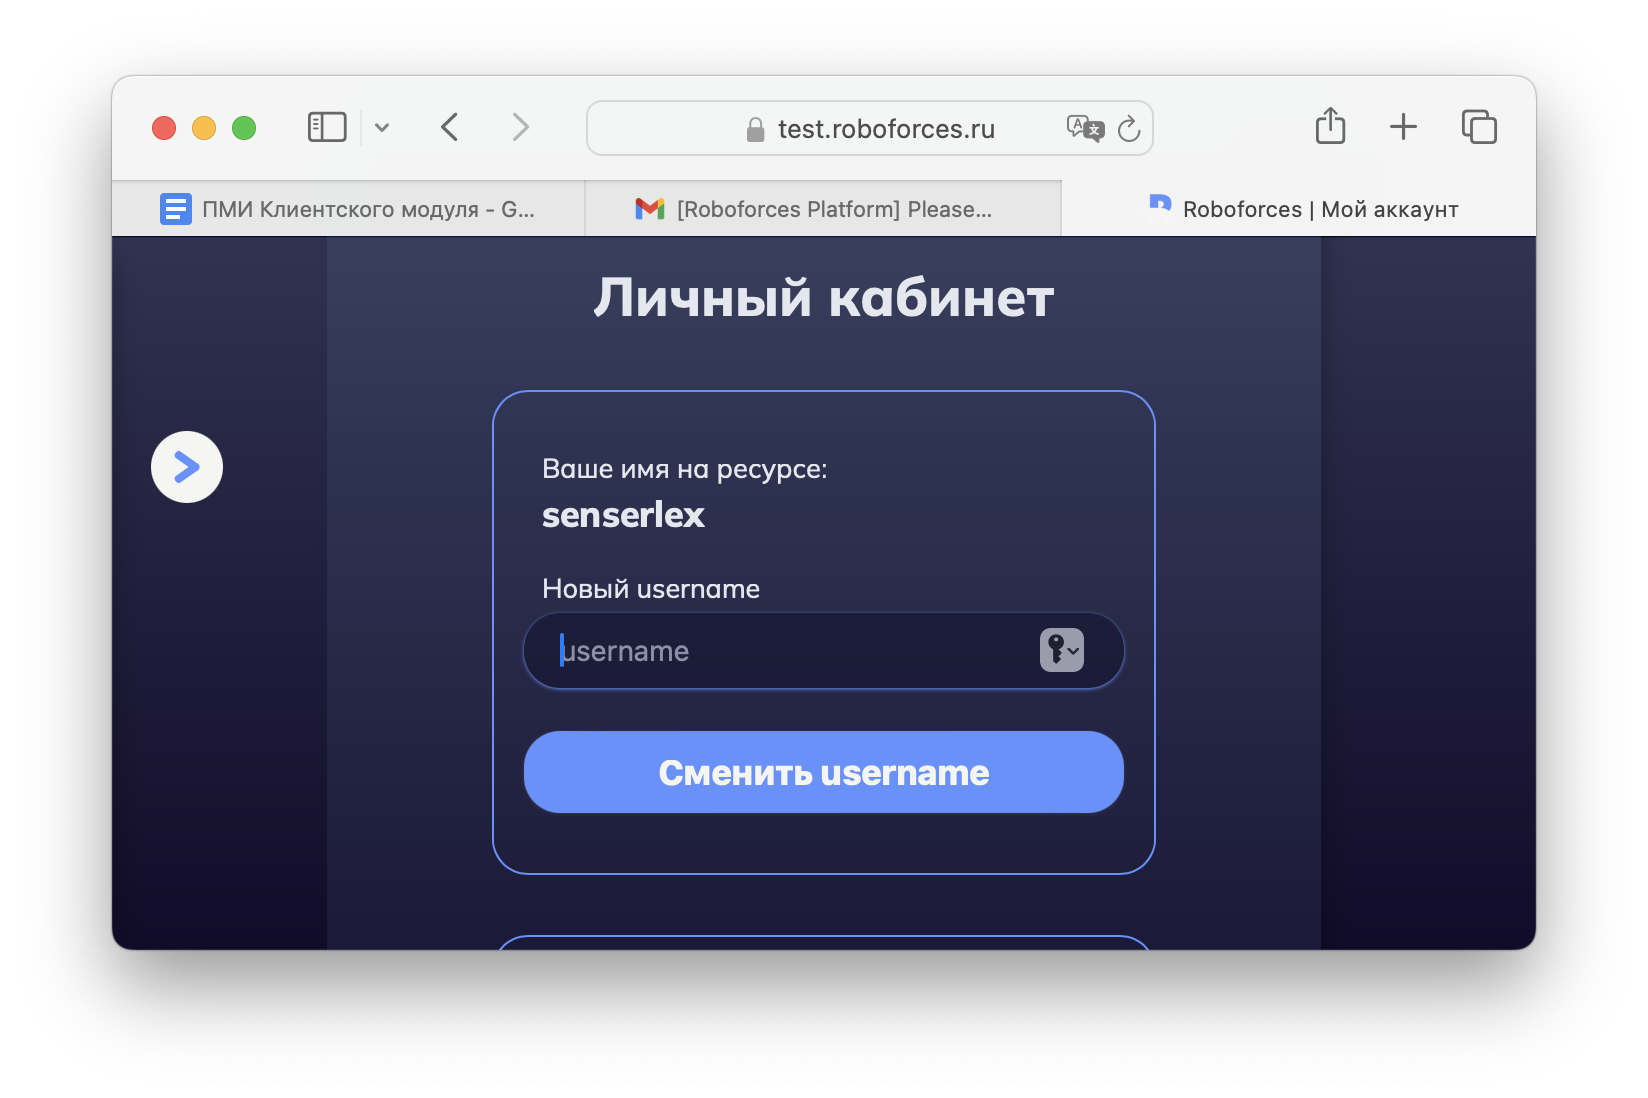 test.roboforces.ru
ПМИ Клиентского модуля - G...
[Roboforces Platform] Please...
Roboforces | Мой аккаунт
Личный кабинет
Ваше имя на ресурсе:
senserlex
Новый username
username
Сменить username